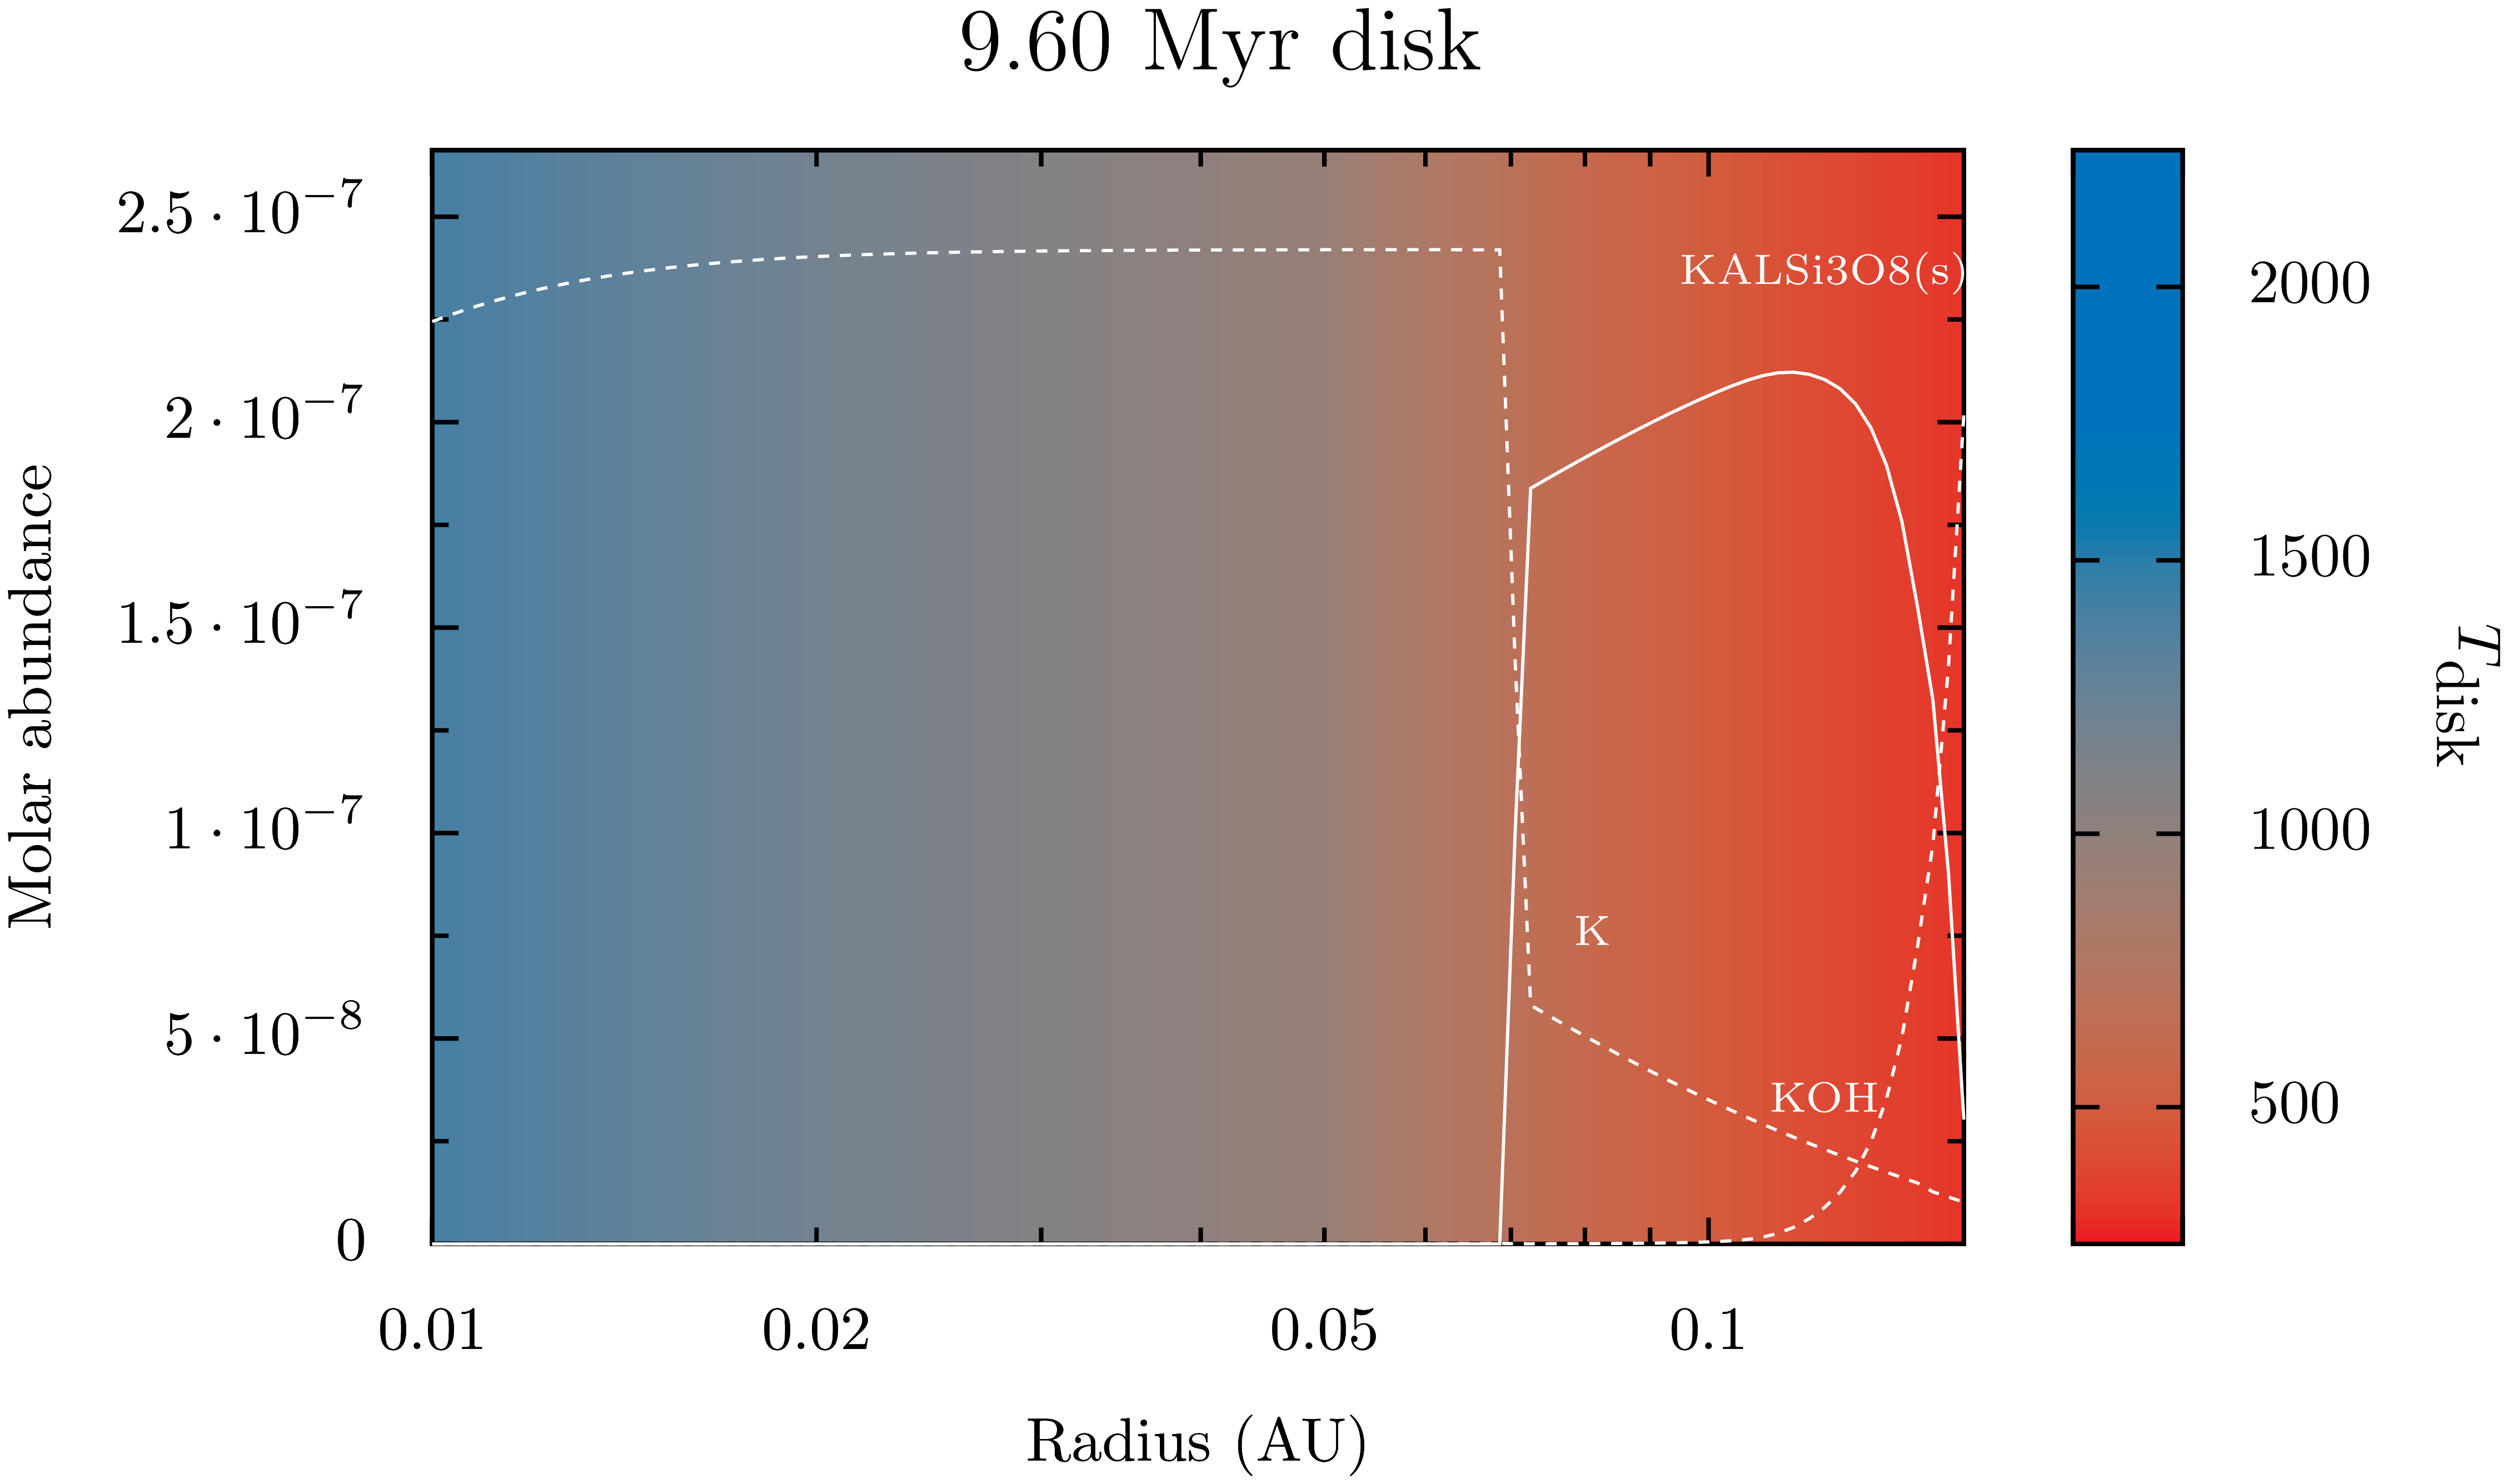 9.60 Myr disk
2.5 · 10⁻⁷
2 · 10⁻⁷
1.5 · 10⁻⁷
1 · 10⁻⁷
5 · 10⁻⁸
0
Molar abundance
KALSi3O8(s)
K
KOH
0.01 0.02 0.05 0.1
Radius (AU)
2000
1500
1000
500
T_disk